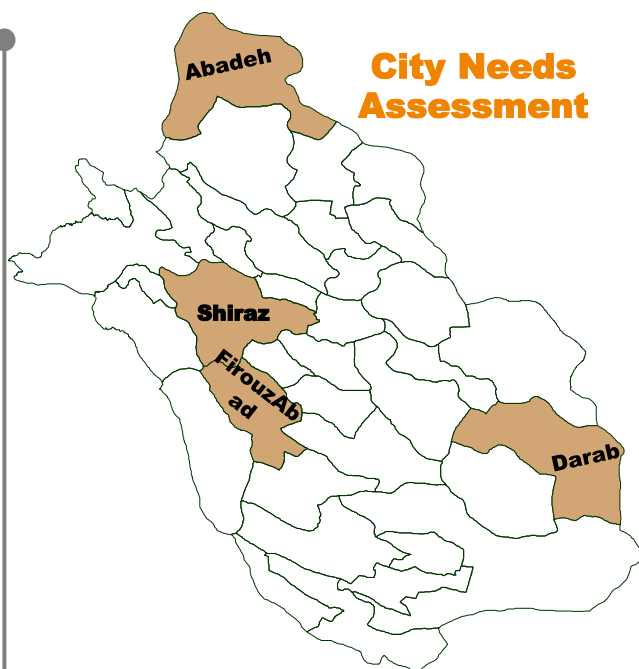 City Needs
Assessment
Abadeh
Shiraz
FirouzAb
ad
Darab